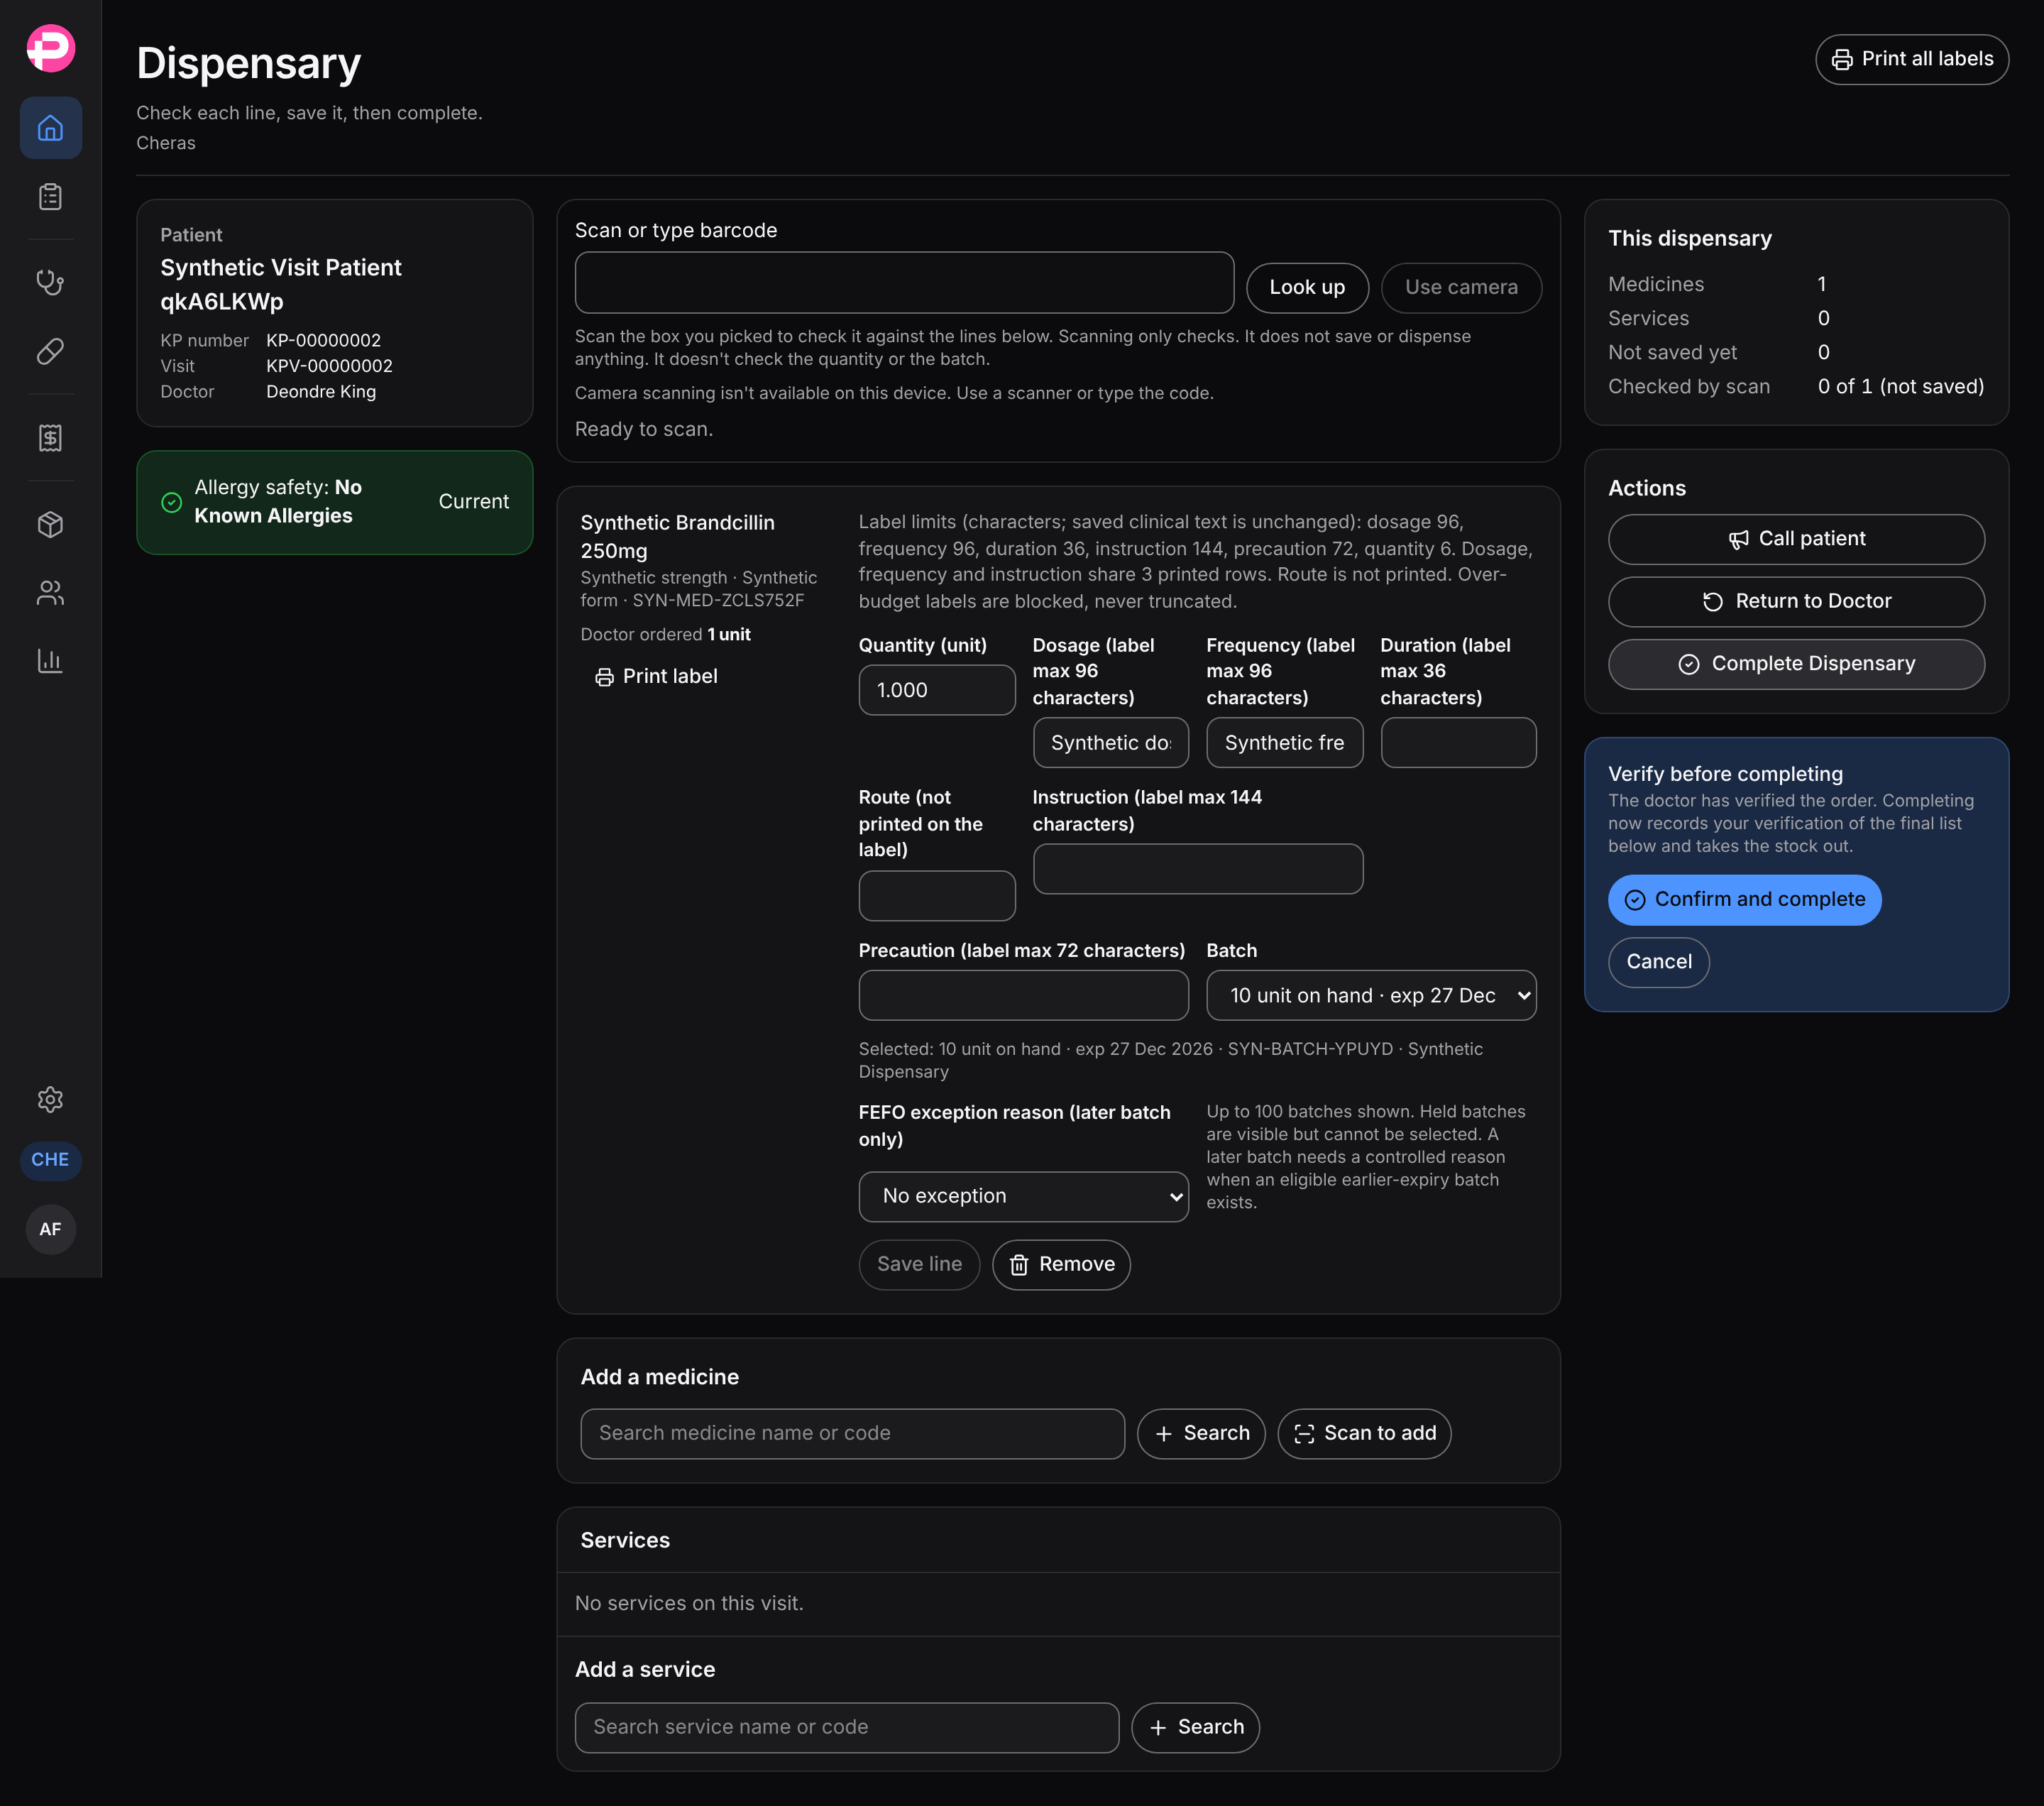 Dispensary
Check each line, save it, then complete.
Cheras
Print all labels
Patient
Synthetic Visit Patient
qkA6LKWp
KP number KP-00000002
Visit KPV-00000002
Doctor Deondre King
Allergy safety: No
Known Allergies
Current
Scan or type barcode
Look up
Use camera
Scan the box you picked to check it against the lines below. Scanning only checks. It does not save or dispense
anything. It doesn't check the quantity or the batch.
Camera scanning isn't available on this device. Use a scanner or type the code.
Ready to scan.
Synthetic Brandcillin
250mg
Synthetic strength · Synthetic
form · SYN-MED-ZCLS752F
Doctor ordered 1 unit
Print label
Label limits (characters; saved clinical text is unchanged): dosage 96,
frequency 96, duration 36, instruction 144, precaution 72, quantity 6. Dosage,
frequency and instruction share 3 printed rows. Route is not printed. Over-
budget labels are blocked, never truncated.
Quantity (unit)
1.000
Dosage (label
max 96
characters)
Synthetic do
Frequency (label
max 96
characters)
Synthetic fre
Duration (label
max 36
characters)
Route (not
printed on the
label)
Instruction (label max 144
characters)
Precaution (label max 72 characters)
Batch
10 unit on hand · exp 27 Dec
Selected: 10 unit on hand · exp 27 Dec 2026 · SYN-BATCH-YPUYD · Synthetic
Dispensary
FEFO exception reason (later batch
only)
No exception
Up to 100 batches shown. Held batches
are visible but cannot be selected. A
later batch needs a controlled reason
when an eligible earlier-expiry batch
exists.
Save line
Remove
Add a medicine
Search medicine name or code
Search
Scan to add
Services
No services on this visit.
Add a service
Search service name or code
Search
This dispensary
Medicines 1
Services 0
Not saved yet 0
Checked by scan 0 of 1 (not saved)
Actions
Call patient
Return to Doctor
Complete Dispensary
Verify before completing
The doctor has verified the order. Completing
now records your verification of the final list
below and takes the stock out.
Confirm and complete
Cancel
CHE
AF